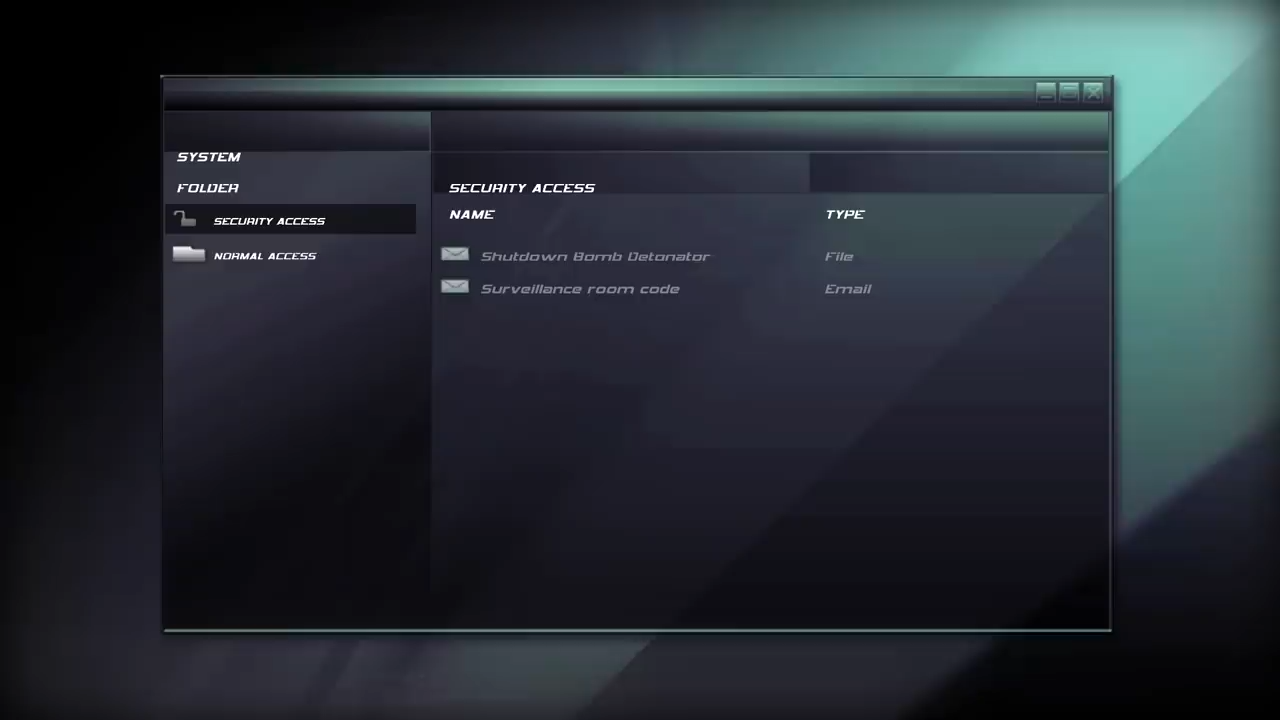 SYSTEM
FOLDER
SECURITY ACCESS
NORMAL ACCESS
SECURITY ACCESS
NAME TYPE
Shutdown Bomb Detonator File
Surveillance room code Email